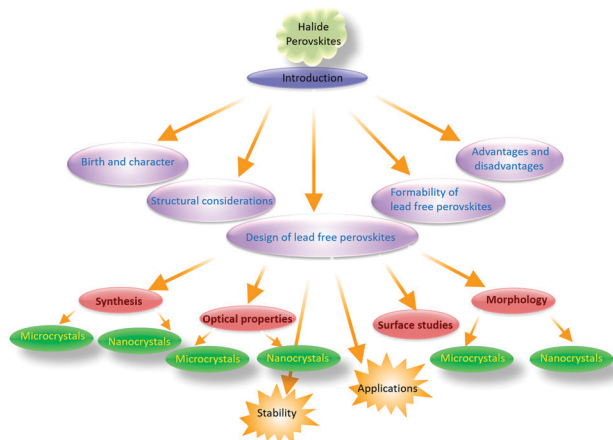 Halide
Perovskites
Introduction
Birth and character
Advantages and
disadvantages
Structural considerations
Formability of
lead free perovskites
Design of lead free perovskites
Synthesis
Optical properties
Surface studies
Morphology
Microcrystals
Nanocrystals
Microcrystals
Nanocrystals
Microcrystals
Nanocrystals
Stability
Applications